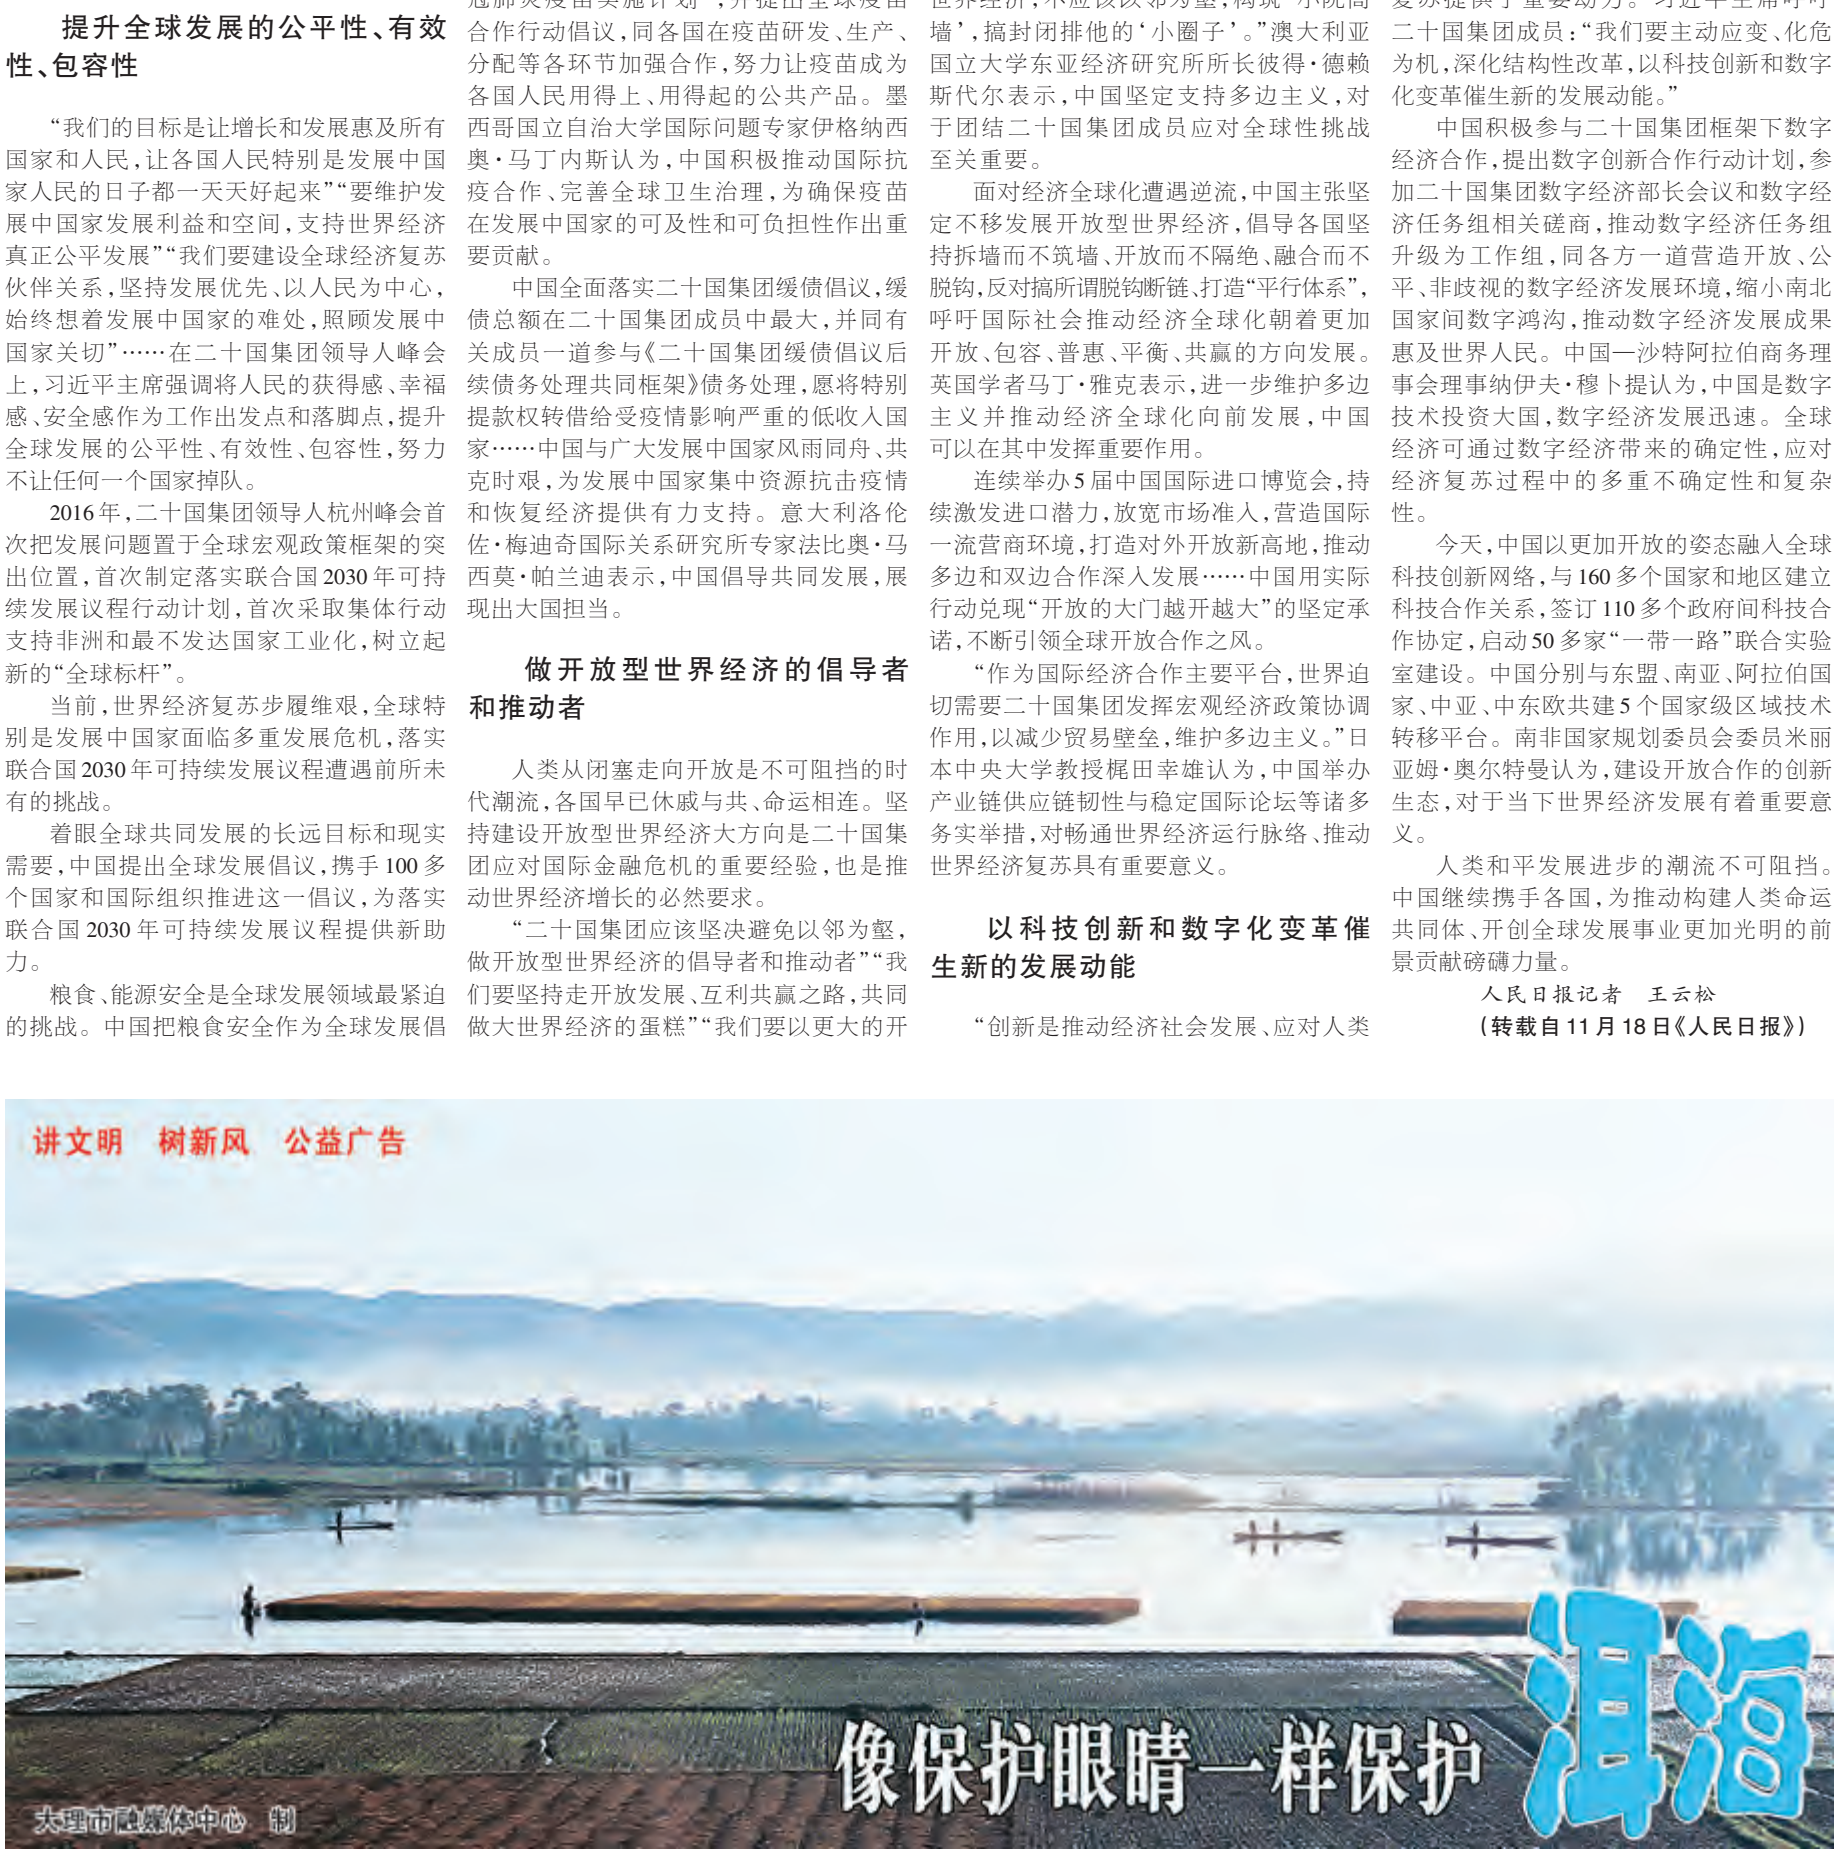 提升全球发展的公平性、有效
性、包容性
“我们的目标是让增长和发展惠及所有
国家和人民,让各国人民特别是发展中国
家人民的日子都一天天好起来”“要维护发
展中国家发展利益和空间,支持世界经济
真正公平发展”“我们要建设全球经济复苏
伙伴关系,坚持发展优先、以人民为中心,
始终想着发展中国家的难处,照顾发展中
国家关切”……在二十国集团领导人峰会
上,习近平主席强调将人民的获得感、幸福
感、安全感作为工作出发点和落脚点,提升
全球发展的公平性、有效性、包容性,努力
不让任何一个国家掉队。
2016年,二十国集团领导人杭州峰会首
次把发展问题置于全球宏观政策框架的突
出位置,首次制定落实联合国2030年可持
续发展议程行动计划,首次采取集体行动
支持非洲和最不发达国家工业化,树立起
新的“全球标杆”。
当前,世界经济复苏步履维艰,全球特
别是发展中国家面临多重发展危机,落实
联合国2030年可持续发展议程遭遇前所未
有的挑战。
着眼全球共同发展的长远目标和现实
需要,中国提出全球发展倡议,携手100多
个国家和国际组织推进这一倡议,为落实
联合国2030年可持续发展议程提供新助
力。
粮食、能源安全是全球发展领域最紧迫
的挑战。中国把粮食安全作为全球发展倡
冠肺炎疫苗实施计划”,并提出全球疫苗
合作行动倡议,同各国在疫苗研发、生产、
分配等各环节加强合作,努力让疫苗成为
各国人民用得上、用得起的公共产品。墨
西哥国立自治大学国际问题专家伊格纳西
奥·马丁内斯认为,中国积极推动国际抗
疫合作、完善全球卫生治理,为确保疫苗
在发展中国家的可及性和可负担性作出重
要贡献。
中国全面落实二十国集团缓债倡议,缓
债总额在二十国集团成员中最大,并同有
关成员一道参与《二十国集团缓债倡议后
续债务处理共同框架》债务处理,愿将特别
提款权转借给受疫情影响严重的低收入国
家……中国与广大发展中国家风雨同舟、共
克时艰,为发展中国家集中资源抗击疫情
和恢复经济提供有力支持。意大利洛伦
佐·梅迪奇国际关系研究所专家法比奥·马
西莫·帕兰迪表示,中国倡导共同发展,展
现出大国担当。
做开放型世界经济的倡导者
和推动者
人类从闭塞走向开放是不可阻挡的时
代潮流,各国早已休戚与共、命运相连。坚
持建设开放型世界经济大方向是二十国集
团应对国际金融危机的重要经验,也是推
动世界经济增长的必然要求。
“二十国集团应该坚决避免以邻为壑,
做开放型世界经济的倡导者和推动者”“我
们要坚持走开放发展、互利共赢之路,共同
做大世界经济的蛋糕”“我们要以更大的开
世界经济,不应该以邻为壑,构筑‘小院高
墙’,搞封闭排他的‘小圈子’。”澳大利亚
国立大学东亚经济研究所所长彼得·德赖
斯代尔表示,中国坚定支持多边主义,对
于团结二十国集团成员应对全球性挑战
至关重要。
面对经济全球化遭遇逆流,中国主张坚
定不移发展开放型世界经济,倡导各国坚
持拆墙而不筑墙、开放而不隔绝、融合而不
脱钩,反对搞所谓脱钩断链、打造“平行体系”,
呼吁国际社会推动经济全球化朝着更加
开放、包容、普惠、平衡、共赢的方向发展。
英国学者马丁·雅克表示,进一步维护多边
主义并推动经济全球化向前发展,中国
可以在其中发挥重要作用。
连续举办5届中国国际进口博览会,持
续激发进口潜力,放宽市场准入,营造国际
一流营商环境,打造对外开放新高地,推动
多边和双边合作深入发展……中国用实际
行动兑现“开放的大门越开越大”的坚定承
诺,不断引领全球开放合作之风。
“作为国际经济合作主要平台,世界迫
切需要二十国集团发挥宏观经济政策协调
作用,以减少贸易壁垒,维护多边主义。”日
本中央大学教授梶田幸雄认为,中国举办
产业链供应链韧性与稳定国际论坛等诸多
务实举措,对畅通世界经济运行脉络、推动
世界经济复苏具有重要意义。
以科技创新和数字化变革催
生新的发展动能
“创新是推动经济社会发展、应对人类
复苏提供了重要动力。习近平主席呼吁
二十国集团成员:“我们要主动应变、化危
为机,深化结构性改革,以科技创新和数字
化变革催生新的发展动能。”
中国积极参与二十国集团框架下数字
经济合作,提出数字创新合作行动计划,参
加二十国集团数字经济部长会议和数字经
济任务组相关磋商,推动数字经济任务组
升级为工作组,同各方一道营造开放、公
平、非歧视的数字经济发展环境,缩小南北
国家间数字鸿沟,推动数字经济发展成果
惠及世界人民。中国—沙特阿拉伯商务理
事会理事纳伊夫·穆卜提认为,中国是数字
技术投资大国,数字经济发展迅速。全球
经济可通过数字经济带来的确定性,应对
经济复苏过程中的多重不确定性和复杂
性。
今天,中国以更加开放的姿态融入全球
科技创新网络,与160多个国家和地区建立
科技合作关系,签订110多个政府间科技合
作协定,启动50多家“一带一路”联合实验
室建设。中国分别与东盟、南亚、阿拉伯国
家、中亚、中东欧共建5个国家级区域技术
转移平台。南非国家规划委员会委员米丽
亚姆·奥尔特曼认为,建设开放合作的创新
生态,对于当下世界经济发展有着重要意
义。
人类和平发展进步的潮流不可阻挡。
中国继续携手各国,为推动构建人类命运
共同体、开创全球发展事业更加光明的前
景贡献磅礴力量。
人民日报记者 王云松
(转载自11月18日《人民日报》)
讲文明 树新风 公益广告
像保护眼睛一样保护 洱海
大理市融媒体中心 制